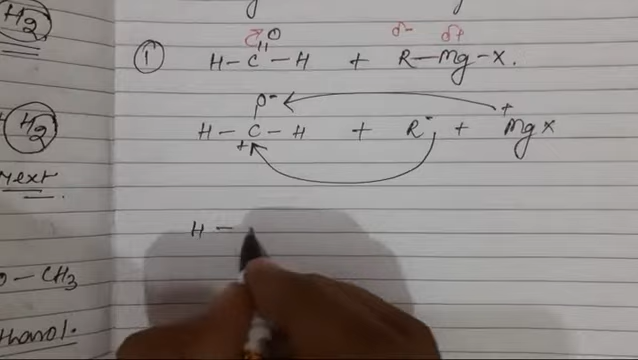 H2
δ- δ+
① H-C-H + R-Mg-X.
O
O-
H-C-H + R- + MgX
+ +
H2
Next
H-
O-CH3
thanol.